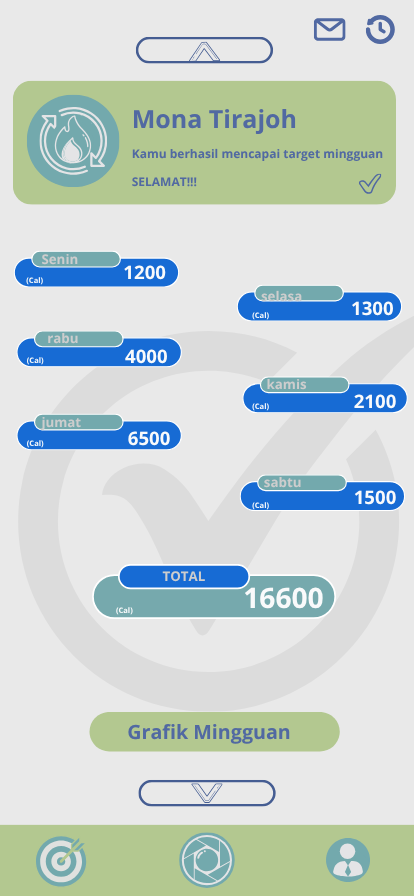 Mona Tirajoh
Kamu berhasil mencapai target mingguan
SELAMAT!!!
Senin
(Cal) 1200
selasa
(Cal) 1300
rabu
(Cal) 4000
kamis
(Cal) 2100
jumat
(Cal) 6500
sabtu
(Cal) 1500
TOTAL
(Cal) 16600
Grafik Mingguan